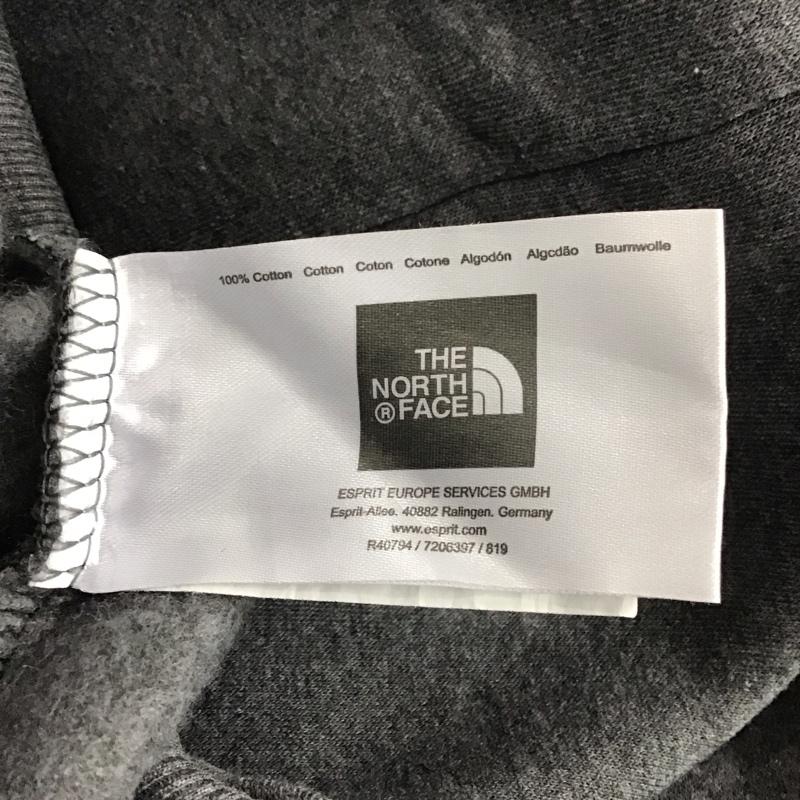 100% Cotton Cotton Coton Cotone Algodón Algcdão Baumwolle
THE
NORTH
® FACE
ESPRIT EUROPE SERVICES GMBH
Esprit-Allee. 40882 Ralingen. Germany
www.esprit.com
R40794 / 7206397 / 819